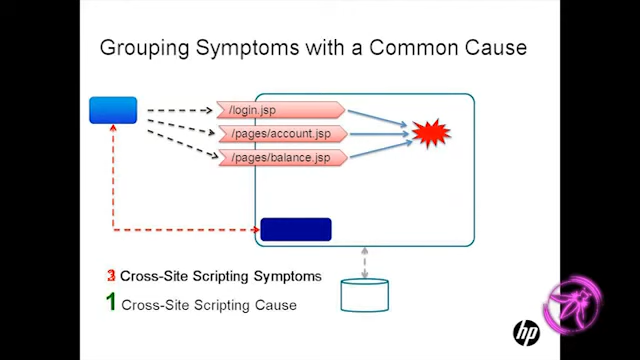 Grouping Symptoms with a Common Cause
/login.jsp
/pages/account.jsp
/pages/balance.jsp
3 Cross-Site Scripting Symptoms
1 Cross-Site Scripting Cause
hp